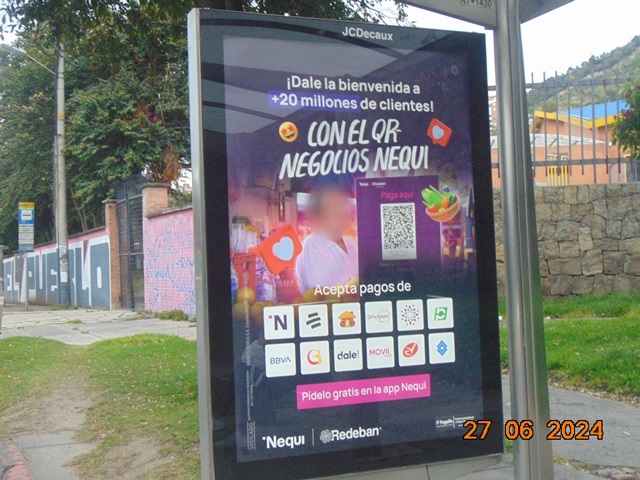 JCDecaux
¡Dale la bienvenida a
+20 millones de clientes!
CON EL QR-
NEGOCIOS NEQUI
Paga aquí
Acepta pagos de
N
BBVA
dale!
MOVII
Pídelo gratis en la app Nequi
Nequi | Redeban
VIGILADO
27 06 2024